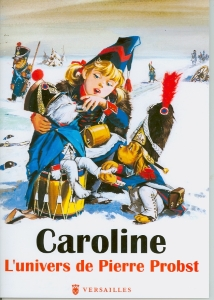 Caroline
L'univers de Pierre Probst
VERSAILLES